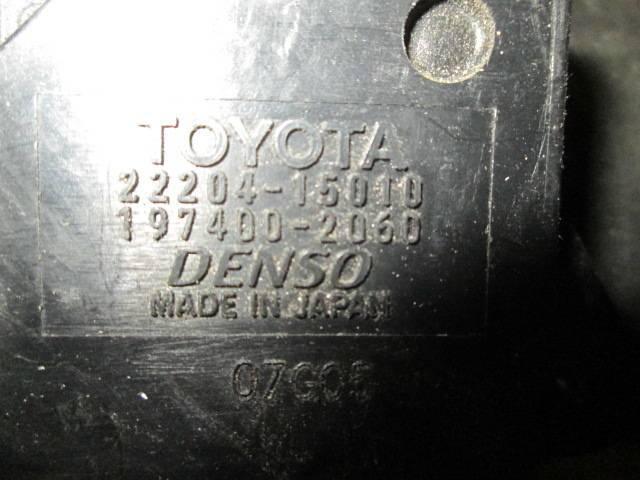 TOYOTA
22204-15010
197400-2060
DENSO
MADE IN JAPAN
07G05